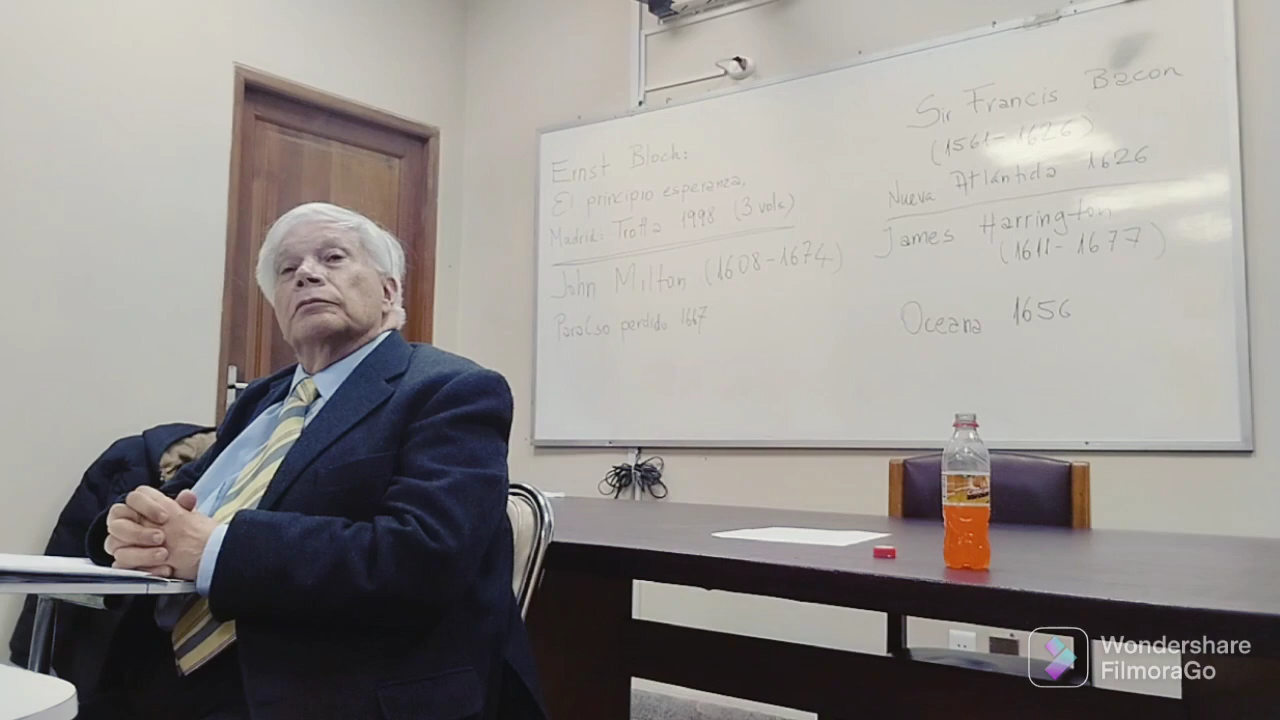 Ernst Bloch:
El principio esperanza,
Madrid: Trotta 1998 (3 vols)
John Milton (1608-1674)
Paraíso perdido 1667
Sir Francis Bacon
(1561-1626)
Nueva Atlántida 1626
James Harrington
(1611-1677)
Oceana 1656
Wondershare
FilmoraGo